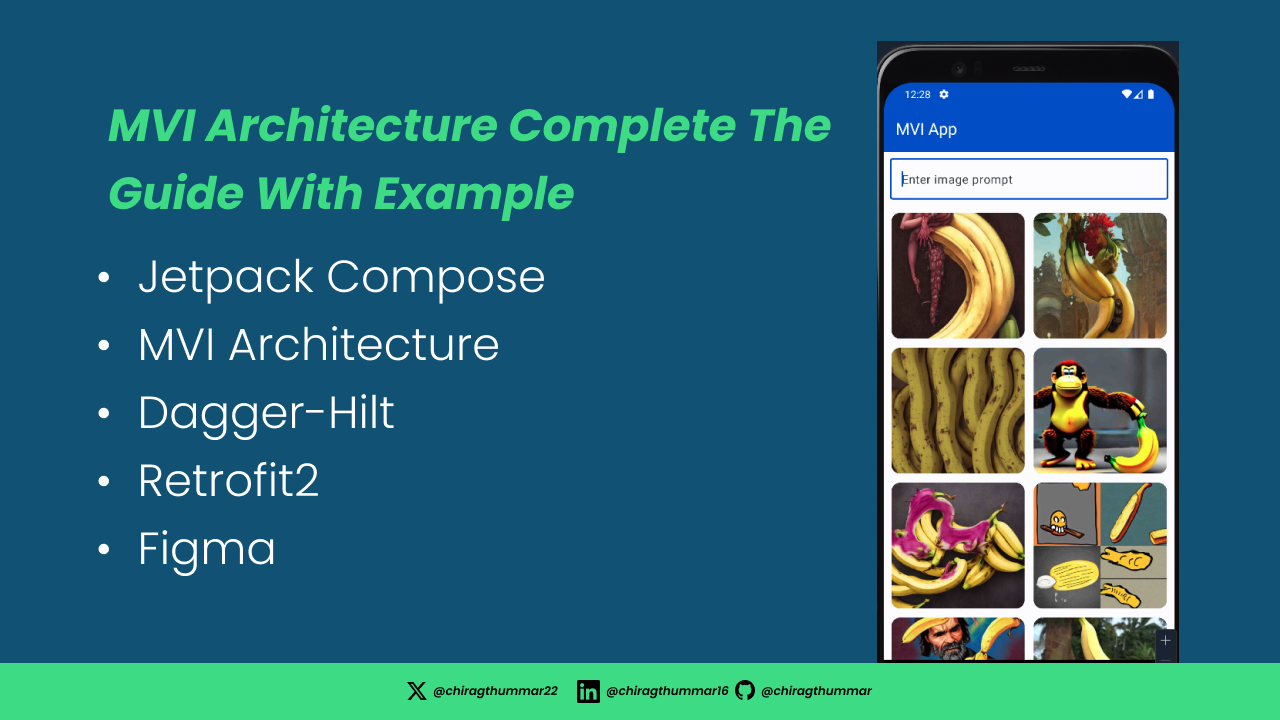 MVI Architecture Complete The
Guide With Example
• Jetpack Compose
• MVI Architecture
• Dagger-Hilt
• Retrofit2
• Figma
12:28
MVI App
Enter image prompt
@chiragthummar22 @chiragthummar16 @chiragthummar